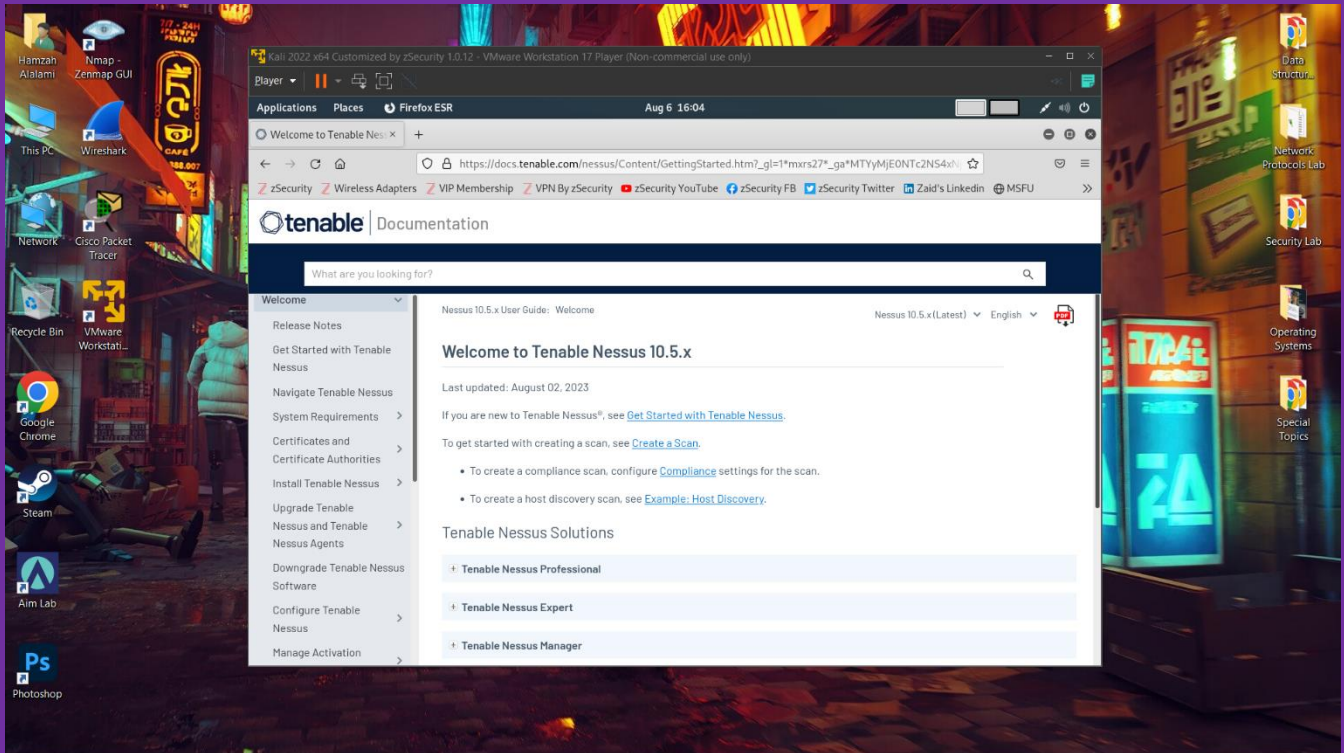 Hamzah
Alalami
Nmap -
Zenmap GUI
This PC
Wireshark
Network
Cisco Packet
Tracer
Recycle Bin
VMware
Workstati...
Google
Chrome
Steam
Aim Lab
Ps
Photoshop
Kali 2022 x64 Customized by zSecurity 1.0.12 - VMware Workstation 17 Player (Non-commercial use only)
Player
Applications Places Firefox ESR Aug 6 16:04
Welcome to Tenable Nes
https://docs.tenable.com/nessus/Content/GettingStarted.htm?_gl=1*mxrs27*_ga*MTYyMjE0NTc2NS4xN
zSecurity Wireless Adapters VIP Membership VPN By zSecurity zSecurity YouTube zSecurity FB zSecurity Twitter Zaid's Linkedin MSFU
tenable Documentation
What are you looking for?
Welcome
Release Notes
Get Started with Tenable
Nessus
Navigate Tenable Nessus
System Requirements
Certificates and
Certificate Authorities
Install Tenable Nessus
Upgrade Tenable
Nessus and Tenable
Nessus Agents
Downgrade Tenable Nessus
Software
Configure Tenable
Nessus
Manage Activation
Nessus 10.5.x User Guide: Welcome
Nessus 10.5.x (Latest) English
PDF
Welcome to Tenable Nessus 10.5.x
Last updated: August 02, 2023
If you are new to Tenable Nessus®, see Get Started with Tenable Nessus.
To get started with creating a scan, see Create a Scan.
• To create a compliance scan, configure Compliance settings for the scan.
• To create a host discovery scan, see Example: Host Discovery.
Tenable Nessus Solutions
Tenable Nessus Professional
Tenable Nessus Expert
Tenable Nessus Manager
Data
Structur...
Network
Protocols Lab
Security Lab
Operating
Systems
Special
Topics